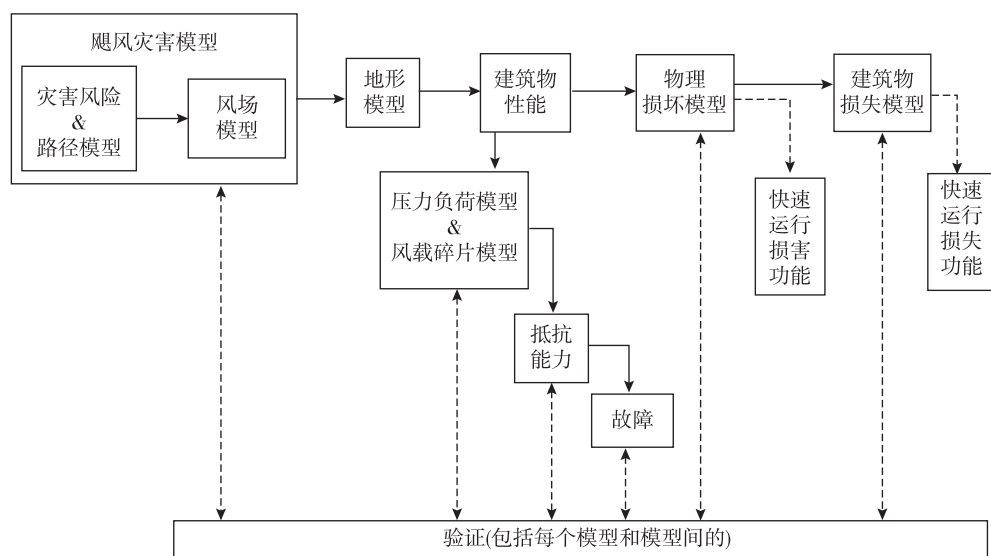 飓风灾害模型
灾害风险
&
路径模型
风场
模型
地形
模型
建筑物
性能
物理
损坏模型
建筑物
损失模型
压力负荷模型
&
风载碎片模型
快速
运行
损害
功能
快速
运行
损失
功能
抵抗
能力
故障
验证(包括每个模型和模型间的)